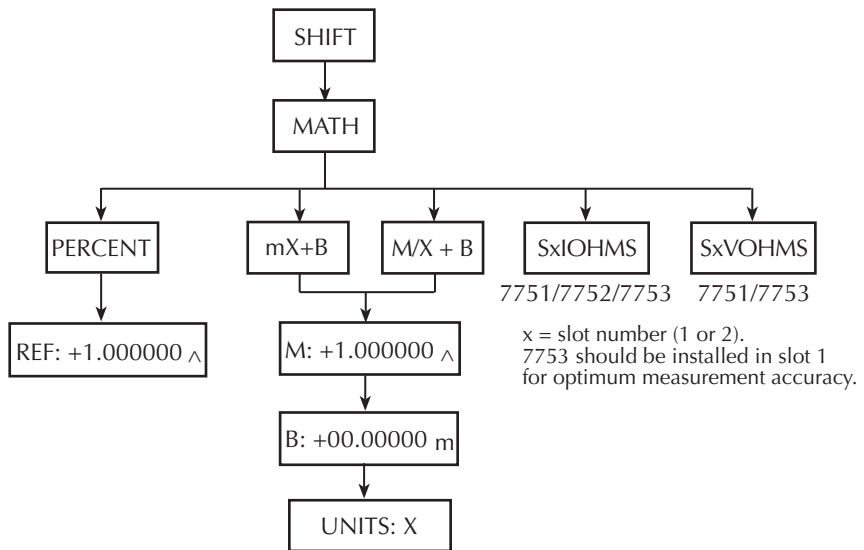 SHIFT
MATH
PERCENT
mX+B
M/X + B
SxIOHMS
SxVOHMS
7751/7752/7753
7751/7753
REF: +1.000000 ^
M: +1.000000 ^
x = slot number (1 or 2).
7753 should be installed in slot 1
for optimum measurement accuracy.
B: +00.00000 m
UNITS: X